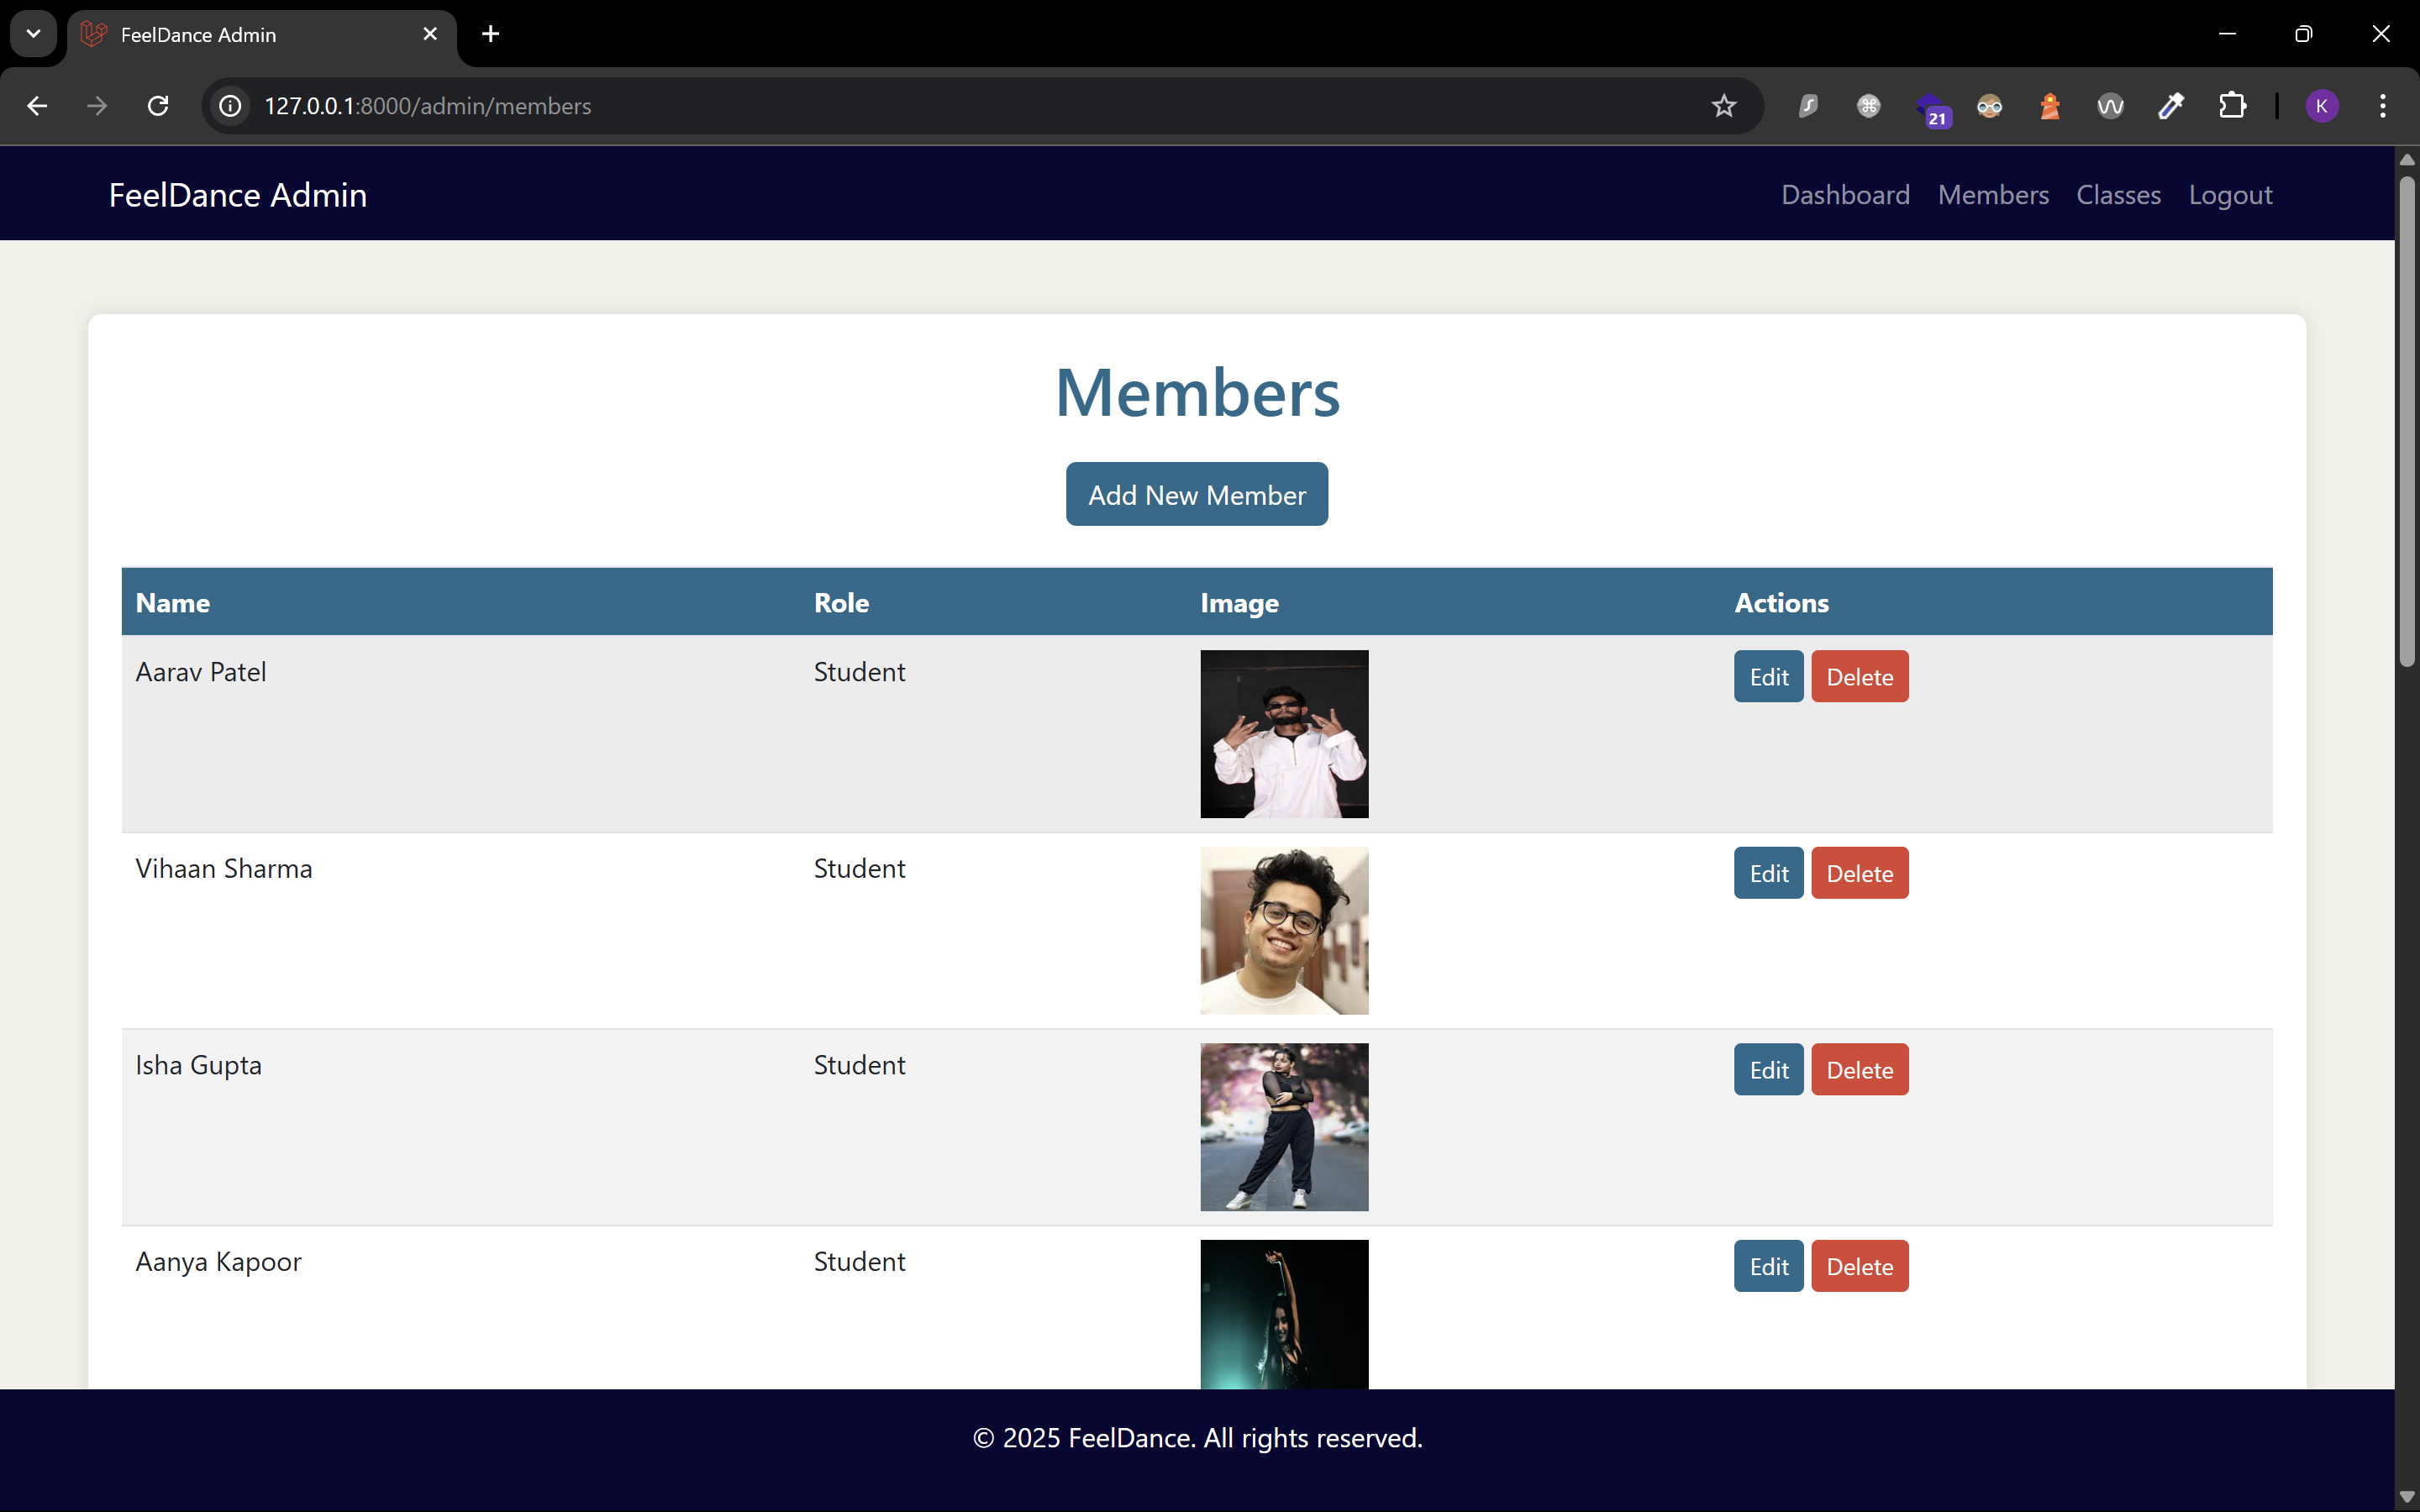 FeelDance Admin
127.0.0.1:8000/admin/members
21
K
FeelDance Admin
Dashboard Members Classes Logout
Members
Add New Member
Name Role Image Actions
Aarav Patel Student Edit Delete
Vihaan Sharma Student Edit Delete
Isha Gupta Student Edit Delete
Aanya Kapoor Student Edit Delete
© 2025 FeelDance. All rights reserved.